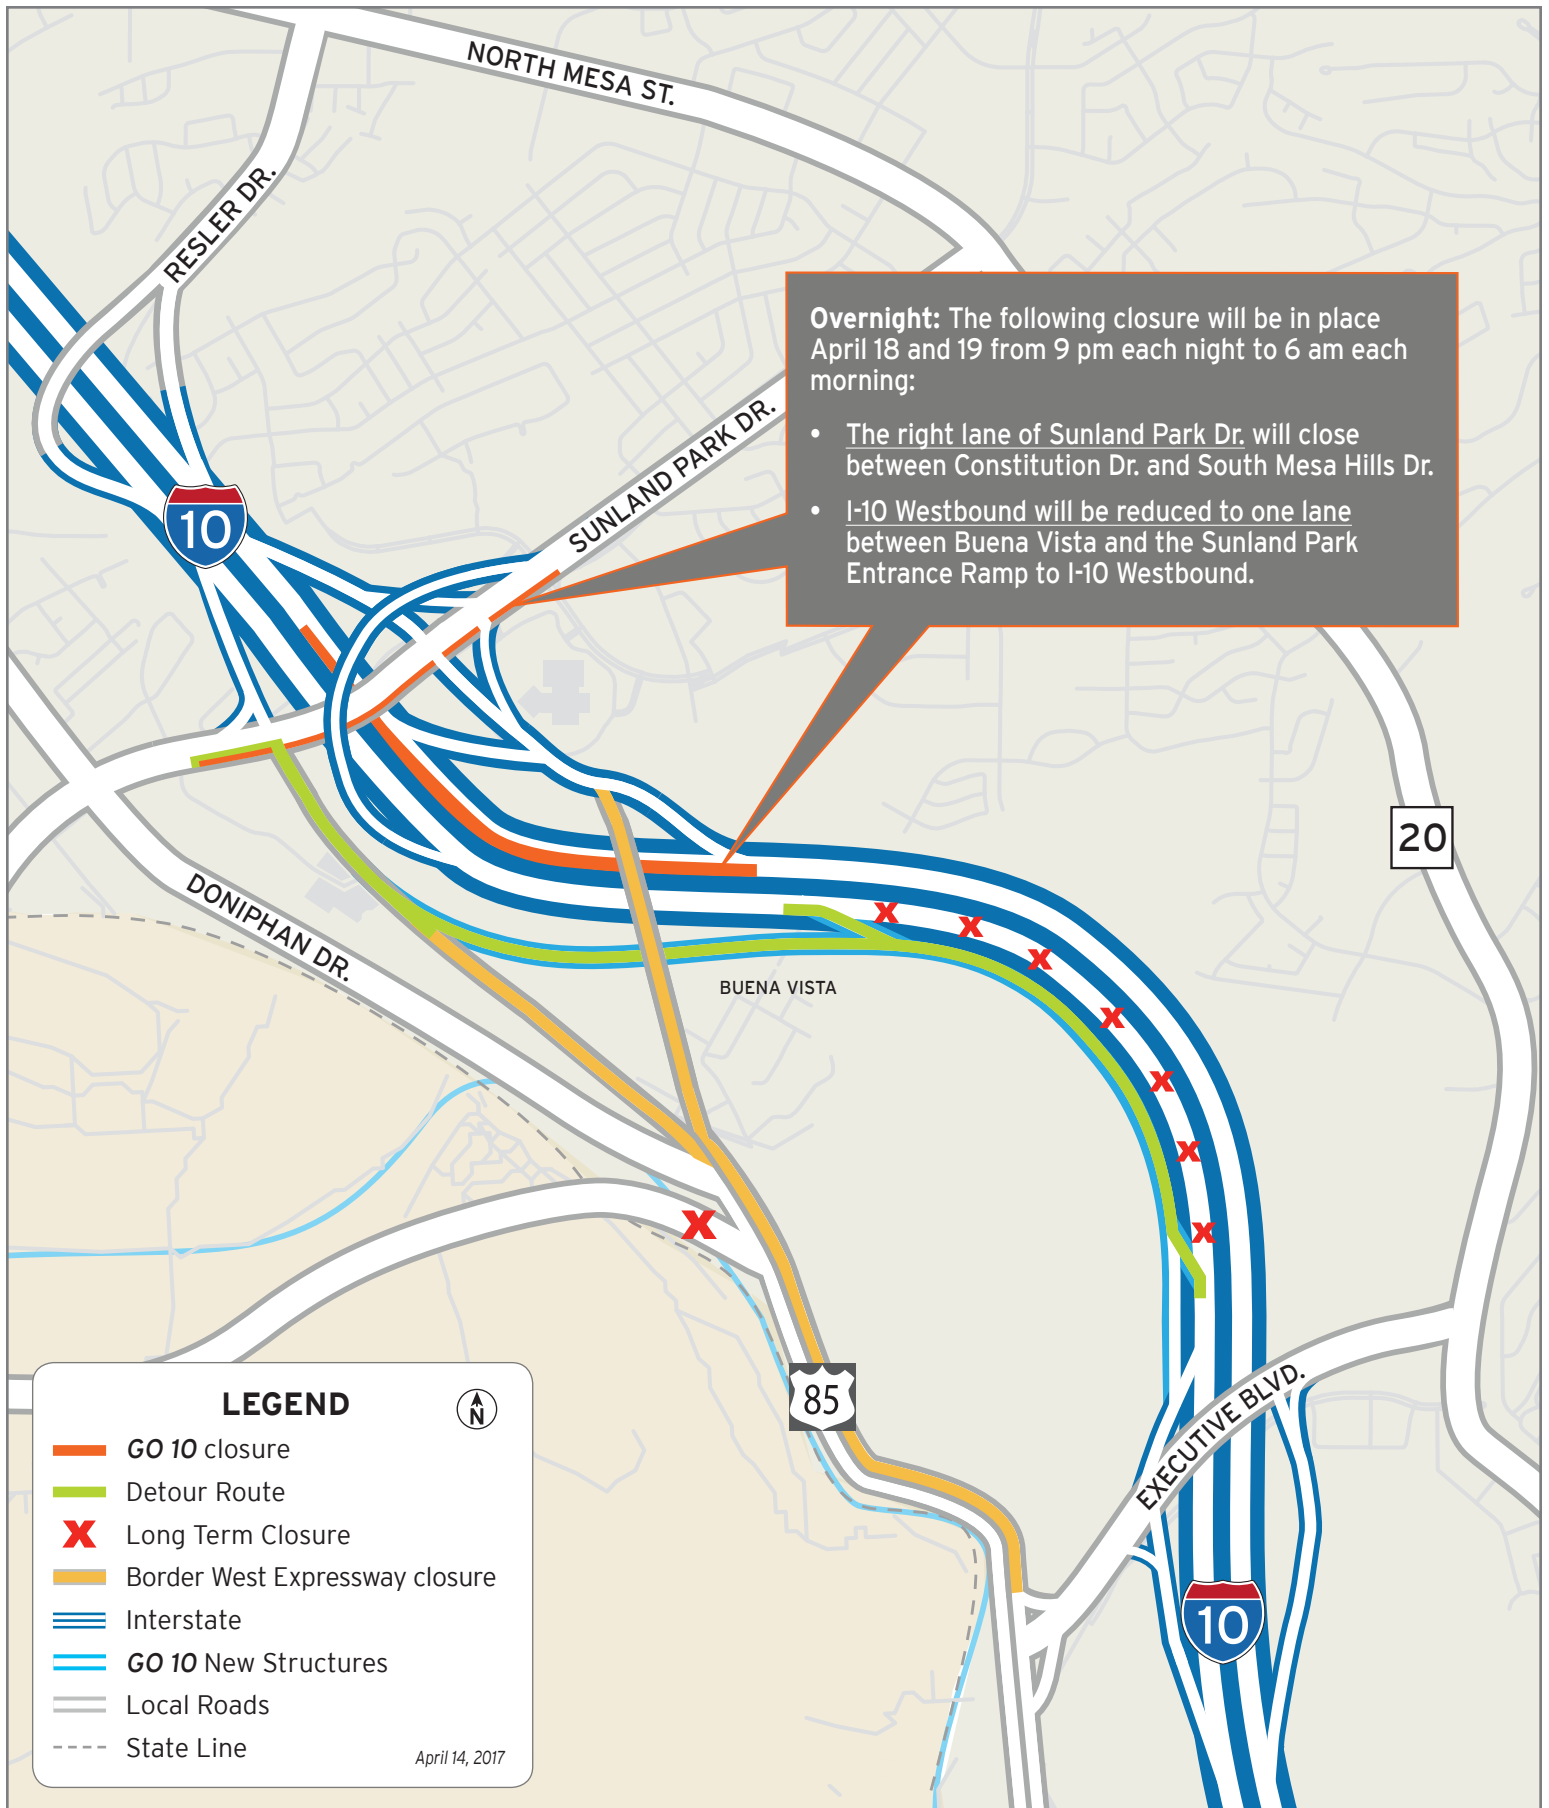 NORTH MESA ST.
RESLER DR.
Overnight: The following closure will be in place
April 18 and 19 from 9 pm each night to 6 am each
morning:
• The right lane of Sunland Park Dr. will close
between Constitution Dr. and South Mesa Hills Dr.
• I-10 Westbound will be reduced to one lane
between Buena Vista and the Sunland Park
Entrance Ramp to I-10 Westbound.
SUNLAND PARK DR.
10
20
DONIPHAN DR.
BUENA VISTA
85
EXECUTIVE BLVD.
10
LEGEND
N
GO 10 closure
Detour Route
X Long Term Closure
Border West Expressway closure
Interstate
GO 10 New Structures
Local Roads
State Line
April 14, 2017